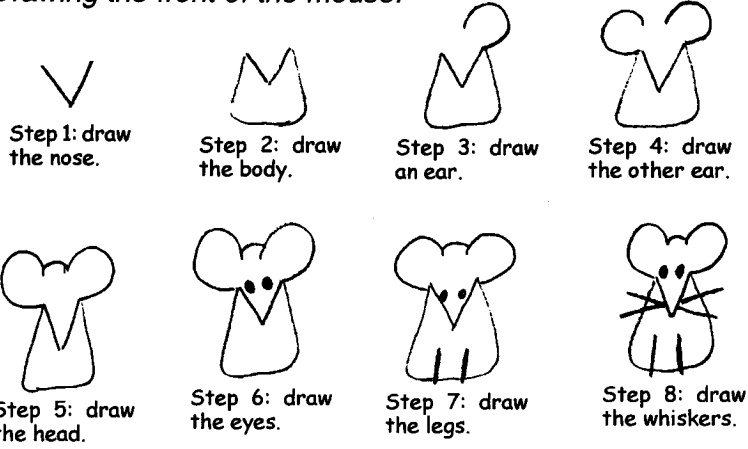 Drawing the front of the mouse.
Step 1: draw
the nose.
Step 2: draw
the body.
Step 3: draw
an ear.
Step 4: draw
the other ear.
Step 5: draw
the head.
Step 6: draw
the eyes.
Step 7: draw
the legs.
Step 8: draw
the whiskers.